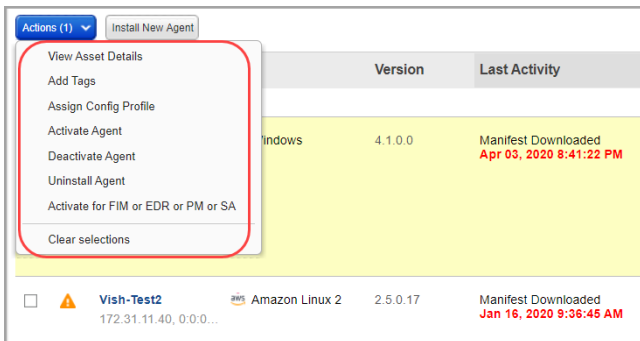 Actions (1) Install New Agent
View Asset Details
Add Tags
Assign Config Profile
Activate Agent
Deactivate Agent
Uninstall Agent
Activate for FIM or EDR or PM or SA
Clear selections
Version Last Activity
4.1.0.0 Manifest Downloaded
Apr 03, 2020 8:41:22 PM
Vish-Test2 aws Amazon Linux 2 2.5.0.17 Manifest Downloaded
172.31.11.40, 0:0:0... Jan 16, 2020 9:36:45 AM